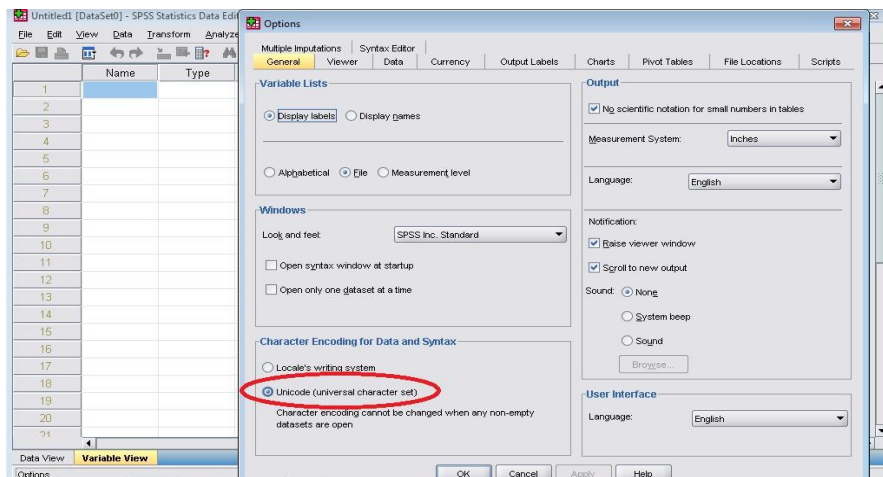 Untitled1 [DataSet0] - SPSS Statistics Data Edi
File Edit View Data Transform Analyze
Name Type
1
2
3
4
5
6
7
8
9
10
11
12
13
14
15
16
17
18
19
20
21
Data View Variable View
Options
Options
Multiple Imputations Syntax Editor
General Viewer Data Currency Output Labels Charts Pivot Tables File Locations Scripts
Variable Lists
Display labels Display names
Alphabetical File Measurement level
Windows
Look and feel: SPSS Inc. Standard
Open syntax window at startup
Open only one dataset at a time
Character Encoding for Data and Syntax
Locale's writing system
Unicode (universal character set)
Character encoding cannot be changed when any non-empty
datasets are open
Output
No scientific notation for small numbers in tables
Measurement System: Inches
Language: English
Notification:
Raise viewer window
Scroll to new output
Sound: None
System beep
Sound
Browse...
User Interface
Language: English
OK Cancel Apply Help